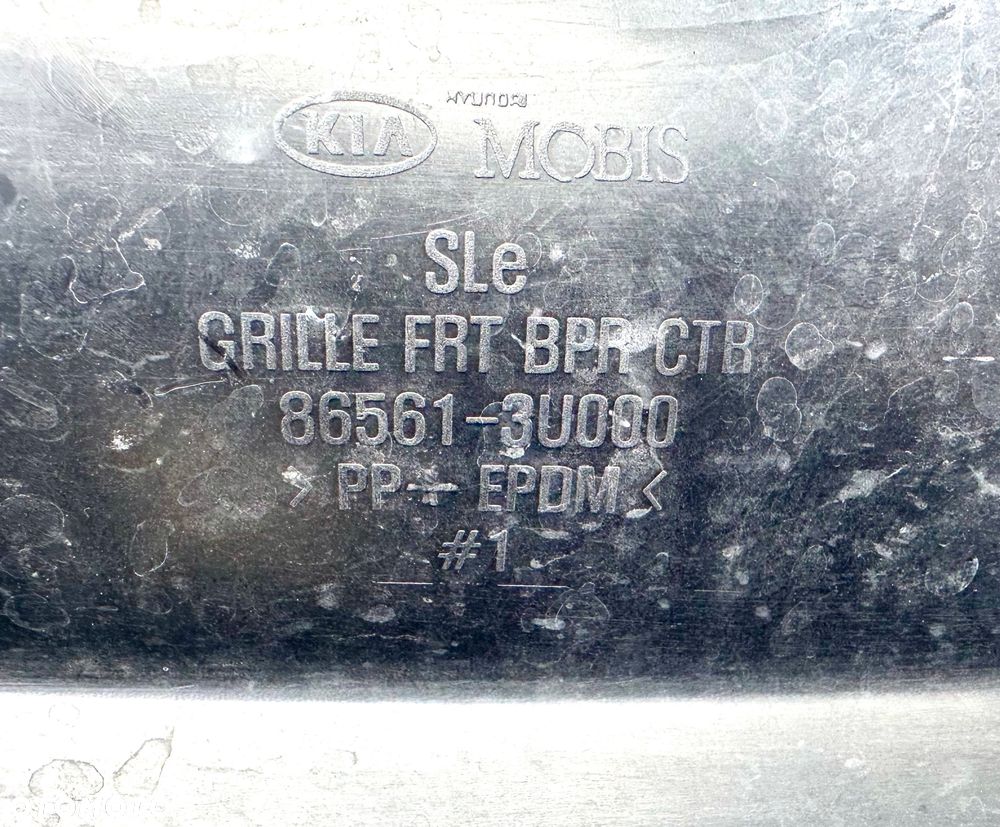 KIA HYUNDAI MOBIS
SLe
GRILLE FRT BPR CTR
86561-3U000
> PP + EPDM <
#1